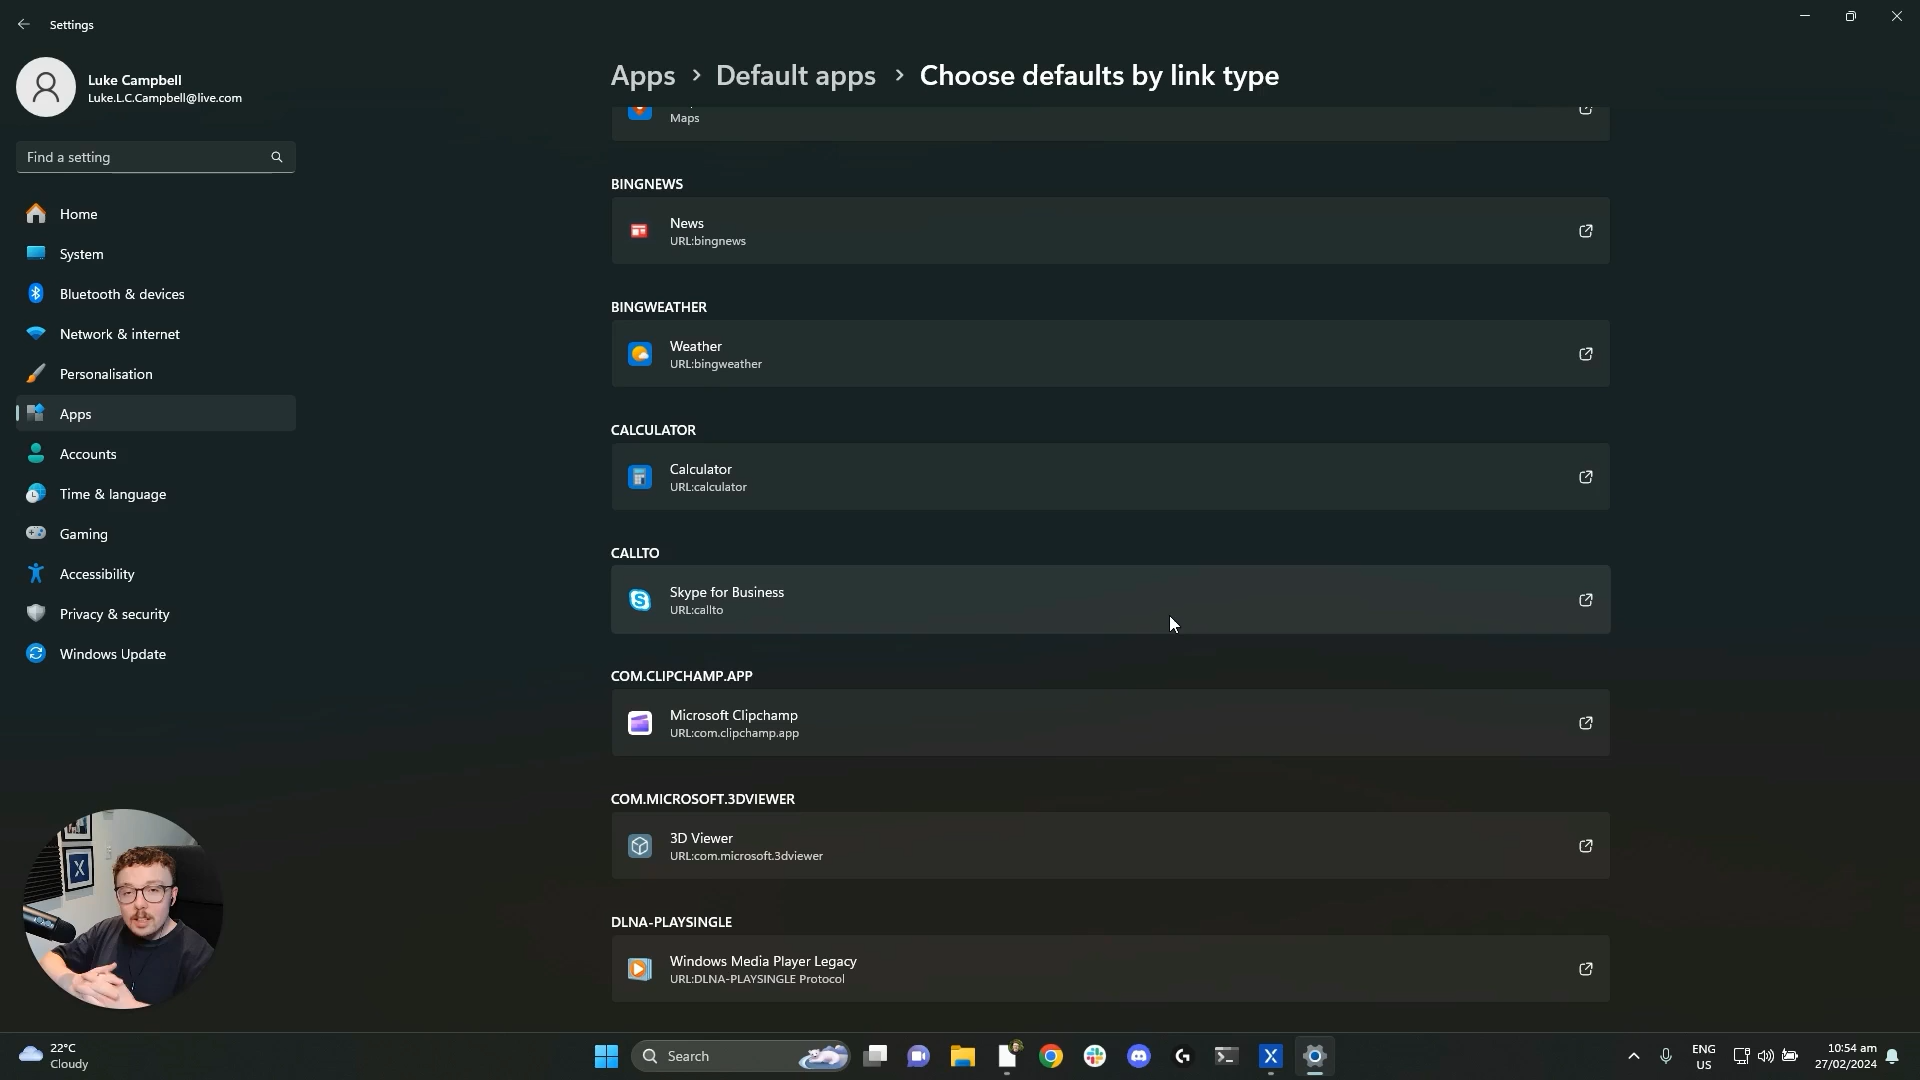 Settings
Luke Campbell
Luke.L.C.Campbell@live.com
Find a setting
Home
System
Bluetooth & devices
Network & internet
Personalisation
Apps
Accounts
Time & language
Gaming
Accessibility
Privacy & security
Windows Update
Apps > Default apps > Choose defaults by link type
Maps
BINGNEWS
News
URL:bingnews
BINGWEATHER
Weather
URL:bingweather
CALCULATOR
Calculator
URL:calculator
CALLTO
Skype for Business
URL:callto
COM.CLIPCHAMP.APP
Microsoft Clipchamp
URL:com.clipchamp.app
COM.MICROSOFT.3DVIEWER
3D Viewer
URL:com.microsoft.3dviewer
DLNA-PLAYSINGLE
Windows Media Player Legacy
URL:DLNA-PLAYSINGLE Protocol
22°C
Cloudy
Search
ENG
US
10:54 am
27/02/2024